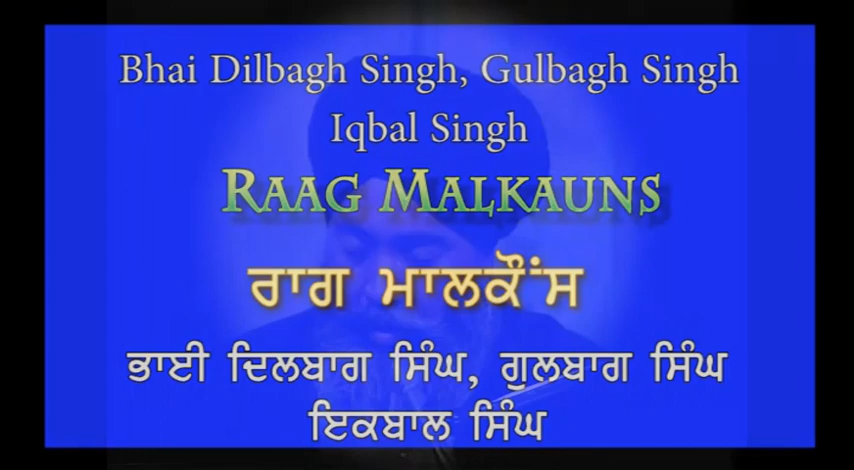 Bhai Dilbagh Singh, Gulbagh Singh
Iqbal Singh
RAAG MALKAUNS
ਰਾਗ ਮਾਲਕੌਂਸ
ਭਾਈ ਦਿਲਬਾਗ ਸਿੰਘ, ਗੁਲਬਾਗ ਸਿੰਘ
ਇਕਬਾਲ ਸਿੰਘ